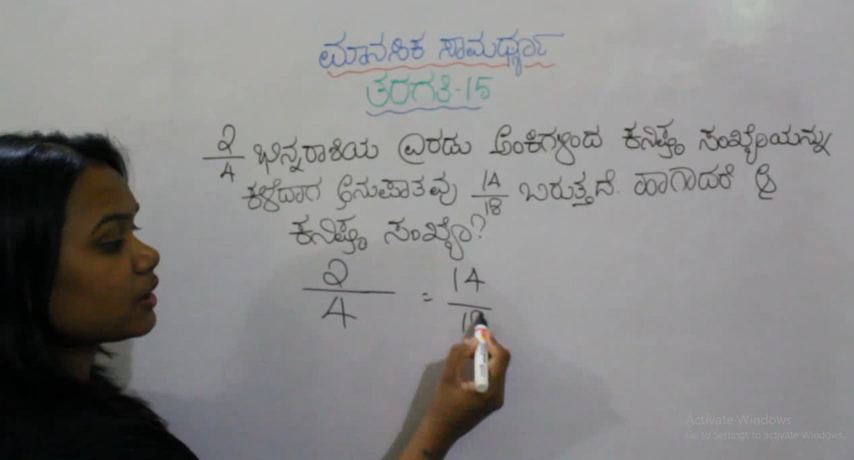 ಮಾನಸಿಕ ಸಾಮರ್ಥ್ಯ
ತರಗತಿ-15
2/4 ಭಿನ್ನರಾಶಿಯ ಎರಡು ಅಂಕಿಗಳಿಂದ ಕನಿಷ್ಠ ಸಂಖ್ಯೆಯನ್ನು
ಕಳೆದಾಗ ಅನುಪಾತವು 14/18 ಬರುತ್ತದೆ. ಹಾಗಾದರೆ ಆ
ಕನಿಷ್ಠ ಸಂಖ್ಯೆ?
2/4 = 14/18
Activate Windows
Go to Settings to activate Windows.